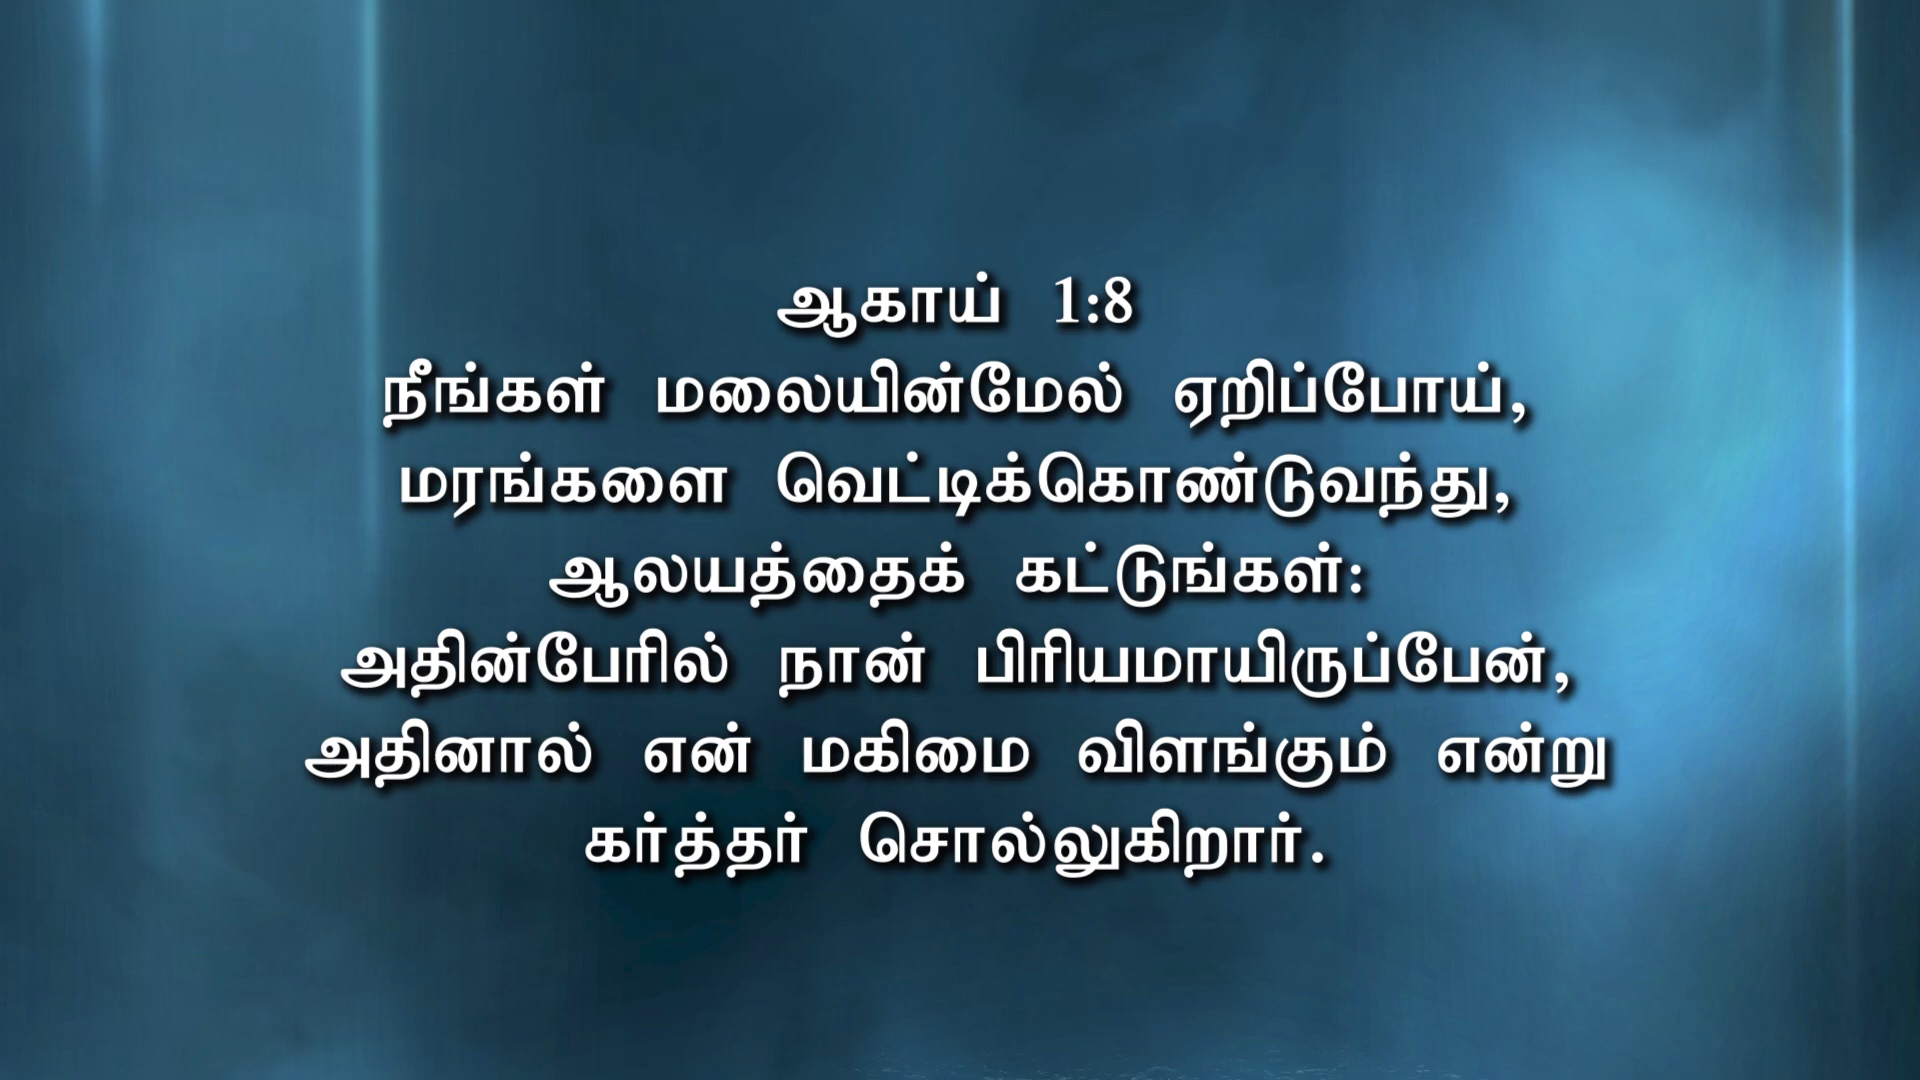 ஆகாய் 1:8
நீங்கள் மலையின்மேல் ஏறிப்போய்,
மரங்களை வெட்டிக்கொண்டுவந்து,
ஆலயத்தைக் கட்டுங்கள்:
அதின்பேரில் நான் பிரியமாயிருப்பேன்,
அதினால் என் மகிமை விளங்கும் என்று
கர்த்தர் சொல்லுகிறார்.